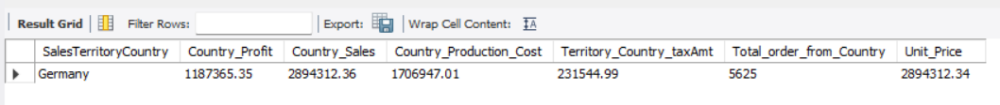 Result Grid Filter Rows: Export: Wrap Cell Content: IA
SalesTerritoryCountry Country_Profit Country_Sales Country_Production_Cost Territory_Country_taxAmt Total_order_from_Country Unit_Price
Germany 1187365.35 2894312.36 1706947.01 231544.99 5625 2894312.34